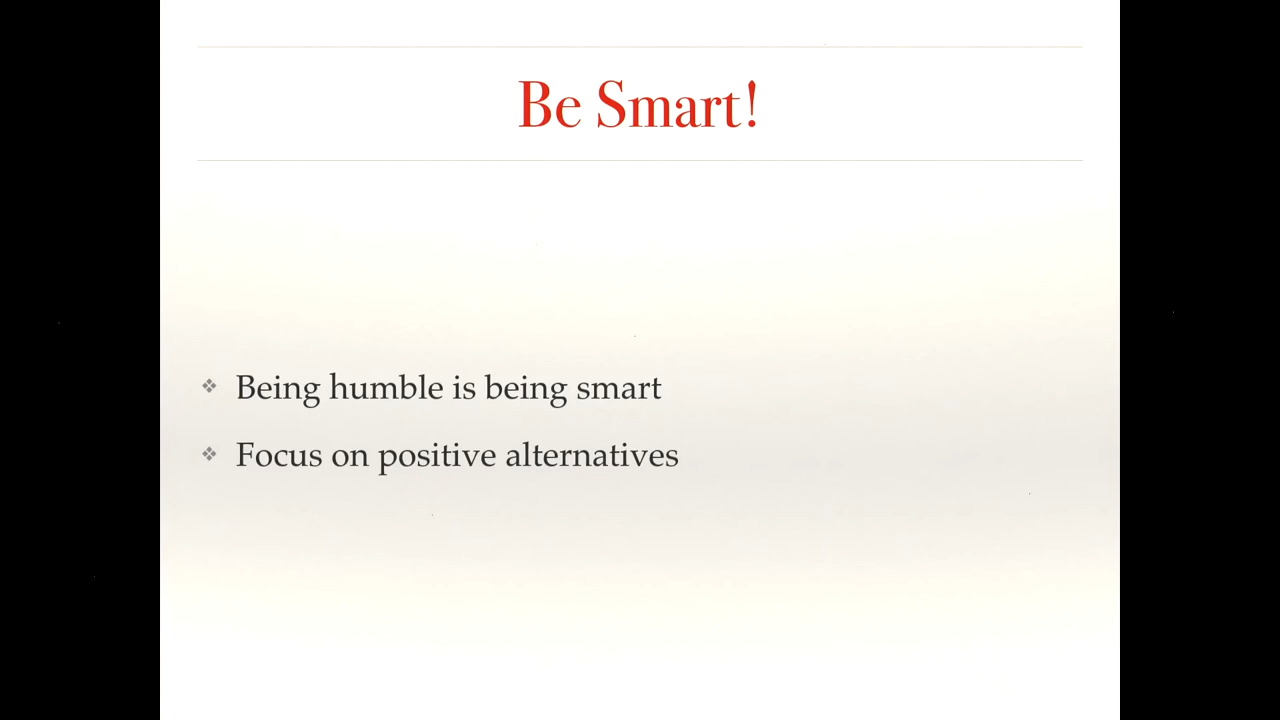 Be Smart!
Being humble is being smart
Focus on positive alternatives